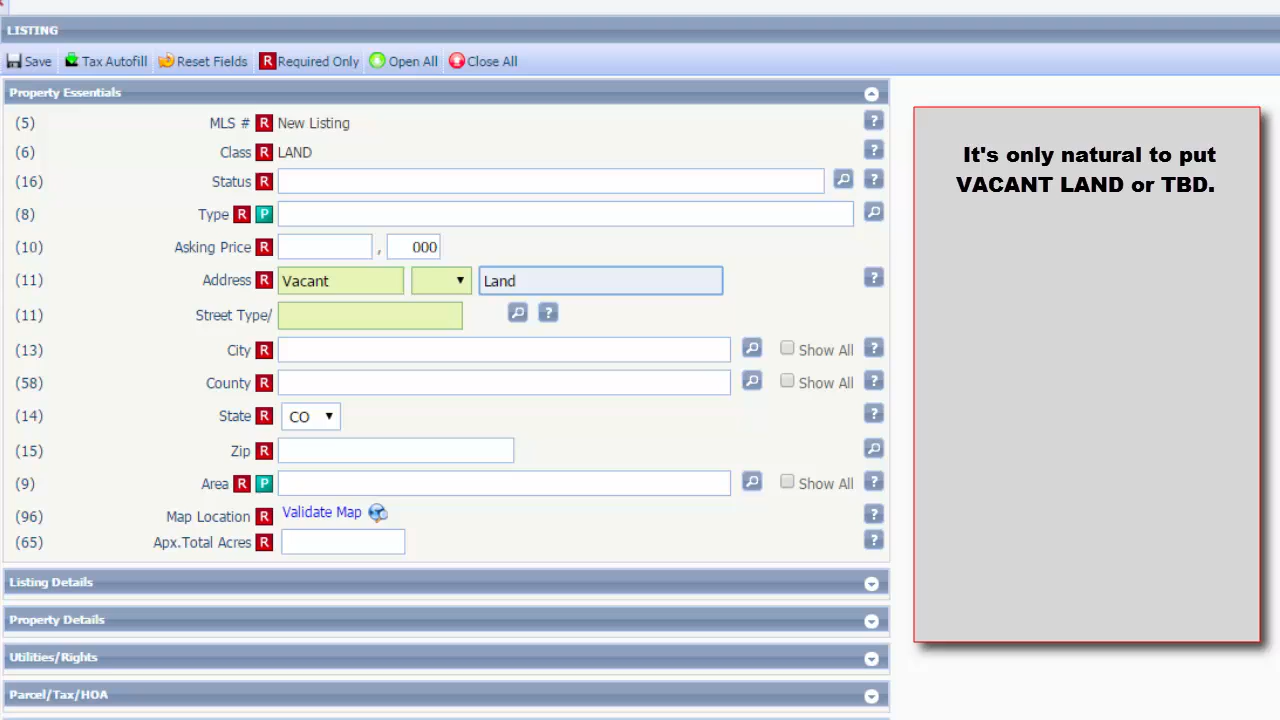 LISTING
Save Tax Autofill Reset Fields R Required Only Open All Close All
Property Essentials
(5) MLS # R New Listing ?
(6) Class R LAND ?
(16) Status R ?
(8) Type R P
(10) Asking Price R , 000
(11) Address R Vacant Land ?
(11) Street Type/ ?
(13) City R Show All ?
(58) County R Show All ?
(14) State R CO ?
(15) Zip R
(9) Area R P Show All ?
(96) Map Location R Validate Map ?
(65) Apx.Total Acres R ?
Listing Details
Property Details
Utilities/Rights
Parcel/Tax/HOA
It's only natural to put
VACANT LAND or TBD.